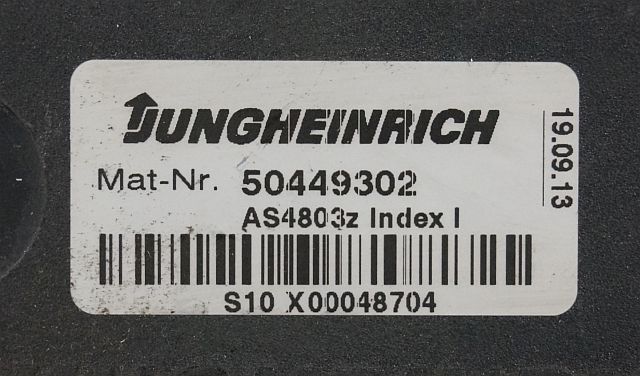 JUNGHEINRICH
Mat-Nr. 50449302
AS4803z Index I
S10 X00048704
19.09.13